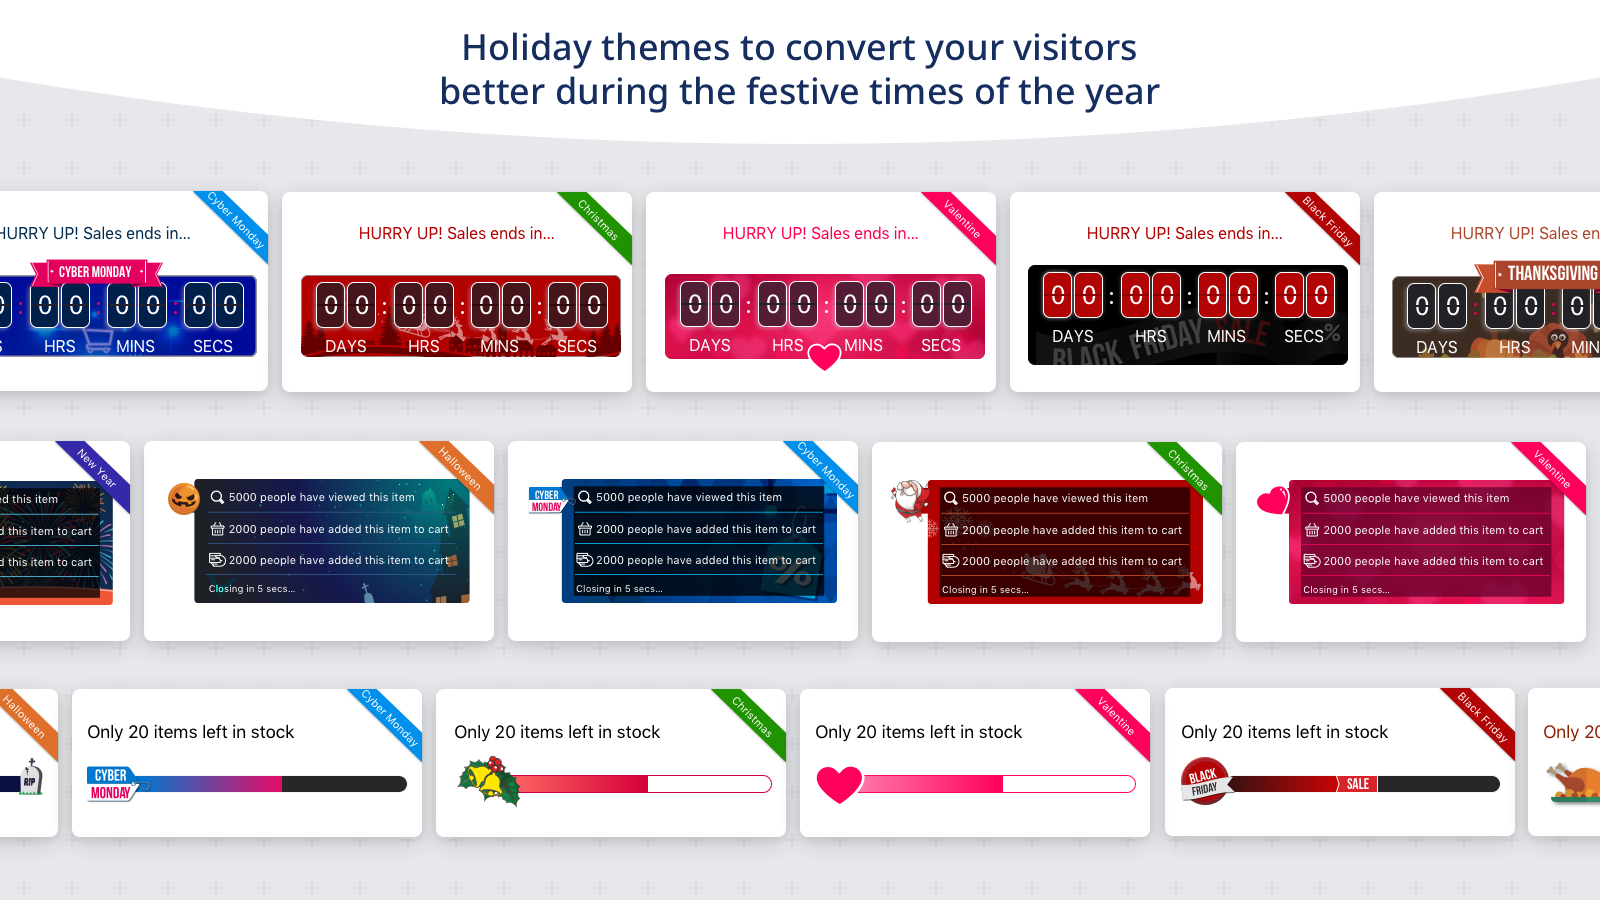 Holiday themes to convert your visitors
better during the festive times of the year
Cyber Monday
HURRY UP! Sales ends in...
CYBER MONDAY
0 : 0 0 : 0 0 : 0 0
S HRS MINS SECS
Christmas
HURRY UP! Sales ends in...
0 0 : 0 0 : 0 0 : 0 0
DAYS HRS MINS SECS
Valentine
HURRY UP! Sales ends in...
0 0 : 0 0 : 0 0 : 0 0
DAYS HRS MINS SECS
Black Friday
HURRY UP! Sales ends in...
0 0 : 0 0 : 0 0 : 0 0
DAYS HRS MINS SECS
BLACK FRIDAY SALE %
HURRY UP! Sales en
THANKSGIVING
0 0 : 0 0 : 0 0
DAYS HRS MIN
New Year
ed this item
d this item to cart
d this item to cart
Halloween
5000 people have viewed this item
2000 people have added this item to cart
2000 people have added this item to cart
Closing in 5 secs...
Cyber Monday
CYBER
MONDAY
5000 people have viewed this item
2000 people have added this item to cart
2000 people have added this item to cart
Closing in 5 secs...
%
Christmas
5000 people have viewed this item
2000 people have added this item to cart
2000 people have added this item to cart
Closing in 5 secs...
Valentine
5000 people have viewed this item
2000 people have added this item to cart
2000 people have added this item to cart
Closing in 5 secs...
Halloween
RIP
Cyber Monday
Only 20 items left in stock
CYBER
MONDAY
Christmas
Only 20 items left in stock
Valentine
Only 20 items left in stock
Black Friday
Only 20 items left in stock
BLACK
FRIDAY
SALE
Only 20